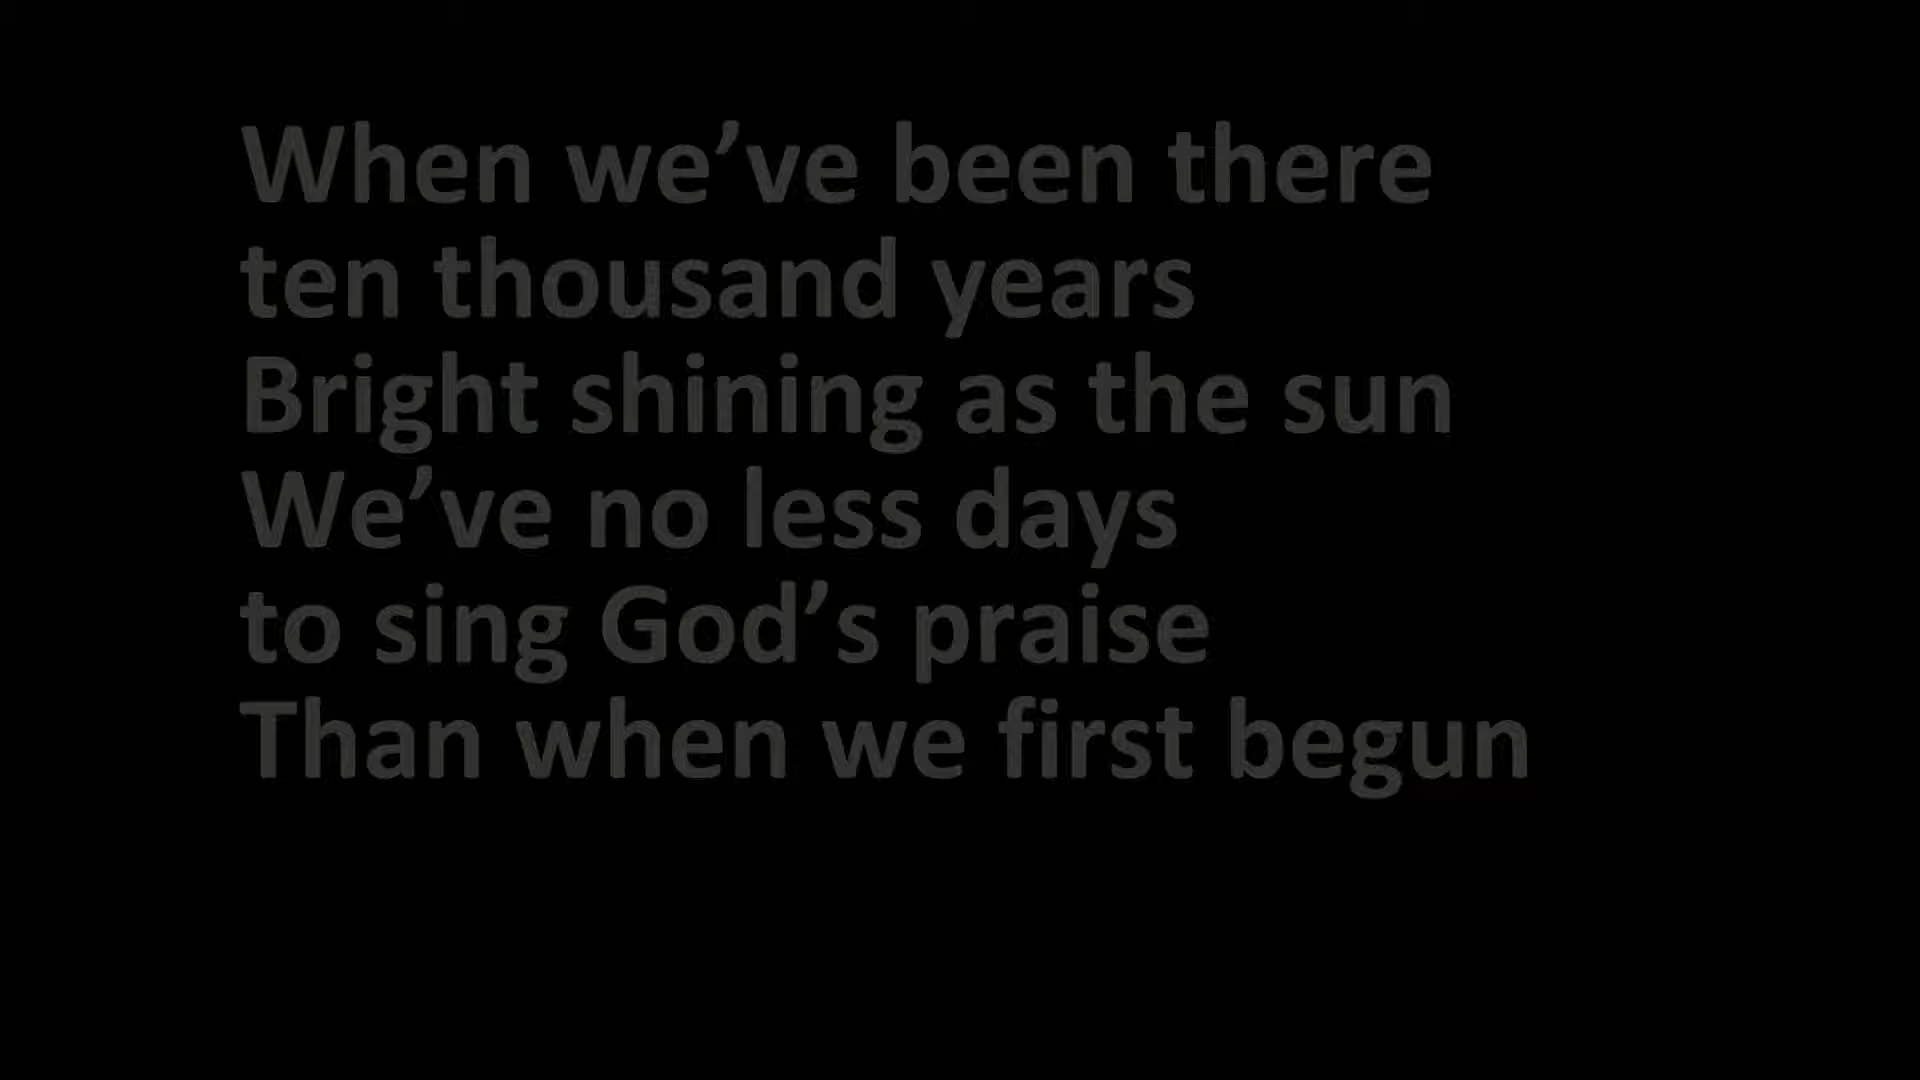 When we’ve been there
ten thousand years
Bright shining as the sun
We’ve no less days
to sing God’s praise
Than when we first begun